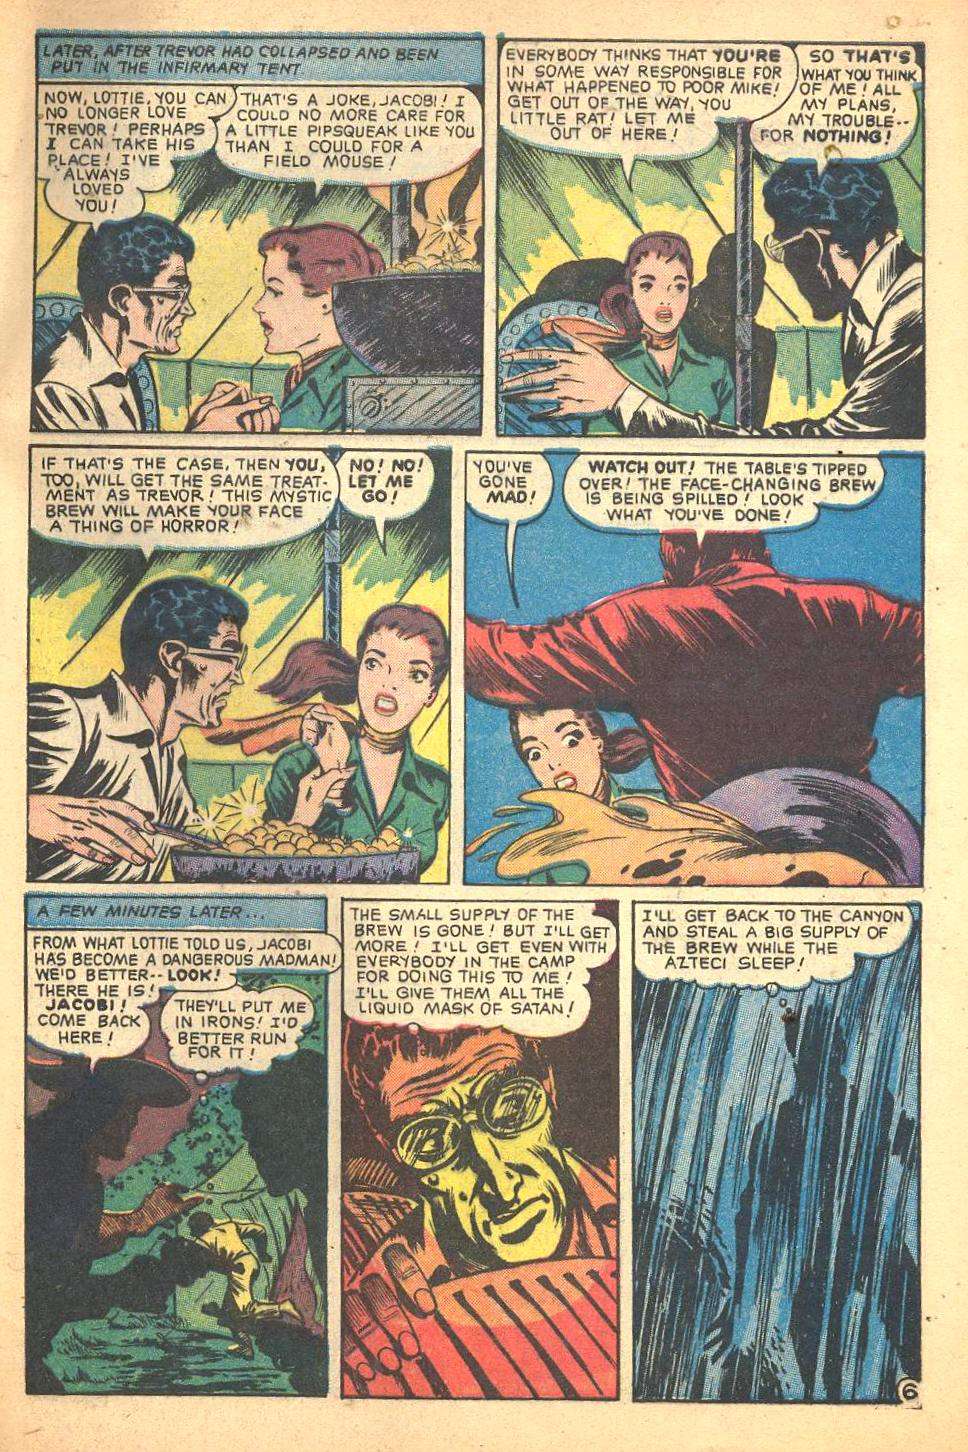 LATER, AFTER TREVOR HAD COLLAPSED AND BEEN
PUT IN THE INFIRMARY TENT
NOW, LOTTIE, YOU CAN
NO LONGER LOVE
TREVOR! PERHAPS
I CAN TAKE HIS
PLACE! I'VE
ALWAYS
LOVED
YOU!
THAT'S A JOKE, JACOBI! I
COULD NO MORE CARE FOR
A LITTLE PIPSQUEAK LIKE YOU
THAN I COULD FOR A
FIELD MOUSE!
EVERYBODY THINKS THAT YOU'RE
IN SOME WAY RESPONSIBLE FOR
WHAT HAPPENED TO POOR MIKE!
GET OUT OF THE WAY, YOU
LITTLE RAT! LET ME
OUT OF HERE!
SO THAT'S
WHAT YOU THINK
OF ME! ALL
MY PLANS,
MY TROUBLE--
FOR NOTHING!
IF THAT'S THE CASE, THEN YOU,
TOO, WILL GET THE SAME TREAT-
MENT AS TREVOR! THIS MYSTIC
BREW WILL MAKE YOUR FACE
A THING OF HORROR!
NO! NO!
LET ME
GO!
YOU'VE
GONE
MAD!
WATCH OUT! THE TABLE'S TIPPED
OVER! THE FACE-CHANGING BREW
IS BEING SPILLED! LOOK
WHAT YOU'VE DONE!
A FEW MINUTES LATER...
FROM WHAT LOTTIE TOLD US, JACOBI
HAS BECOME A DANGEROUS MADMAN!
WE'D BETTER--LOOK!
THERE HE IS!
JACOBI!
COME BACK
HERE!
THEY'LL PUT ME
IN IRONS! I'D
BETTER RUN
FOR IT!
THE SMALL SUPPLY OF THE
BREW IS GONE! BUT I'LL GET
MORE! I'LL GET EVEN WITH
EVERYBODY IN THE CAMP
FOR DOING THIS TO ME!
I'LL GIVE THEM ALL THE
LIQUID MASK OF SATAN!
I'LL GET BACK TO THE CANYON
AND STEAL A BIG SUPPLY OF
THE BREW WHILE THE
AZTECI SLEEP!
6